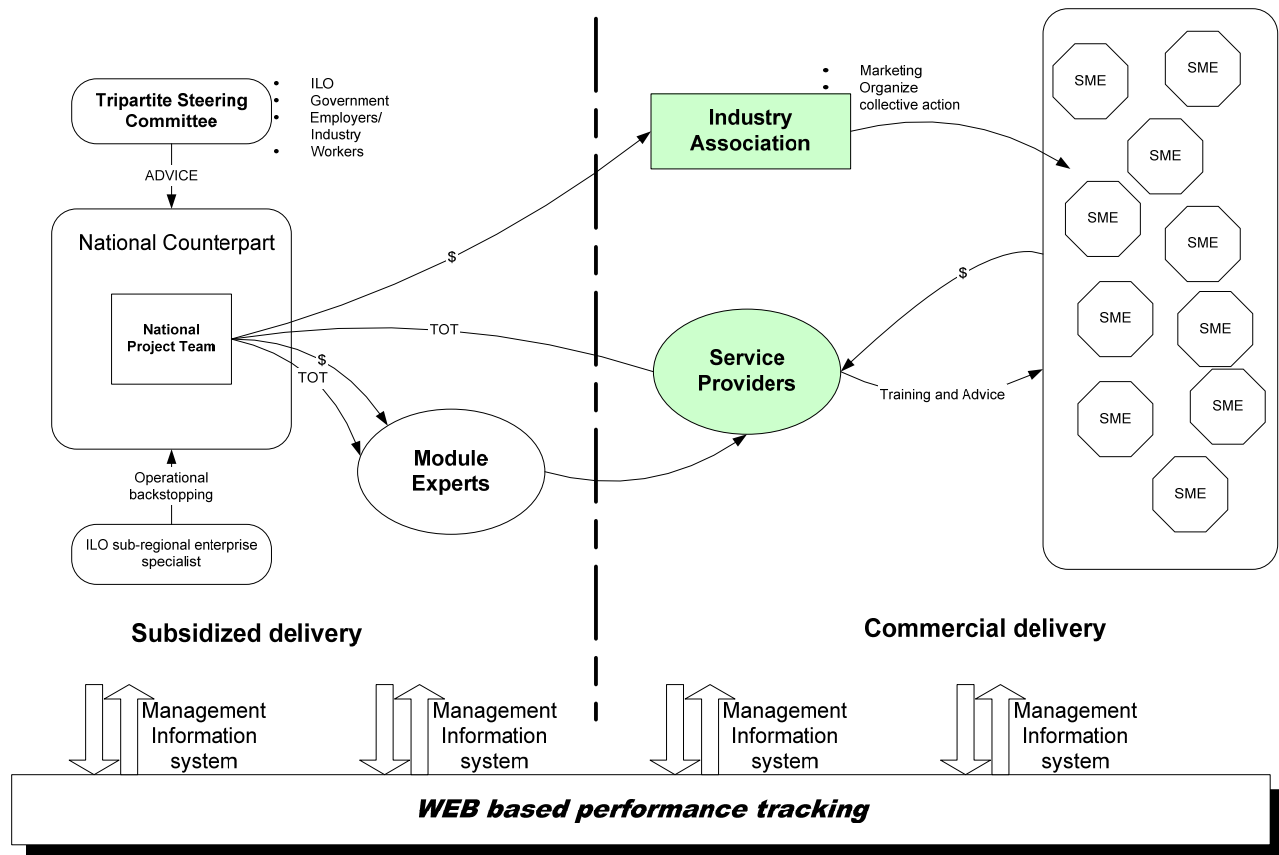 Tripartite Steering
Committee
• ILO
• Government
• Employers/
Industry
• Workers
ADVICE
National Counterpart
National
Project Team
$
TOT
$
TOT
Module
Experts
Operational
backstopping
ILO sub-regional enterprise
specialist
Subsidized delivery
• Marketing
• Organize
collective action
Industry
Association
Service
Providers
$
Training and Advice
SME
SME
SME
SME
SME
SME
SME
SME
SME
SME
Commercial delivery
Management
Information
system
Management
Information
system
Management
Information
system
Management
Information
system
WEB based performance tracking